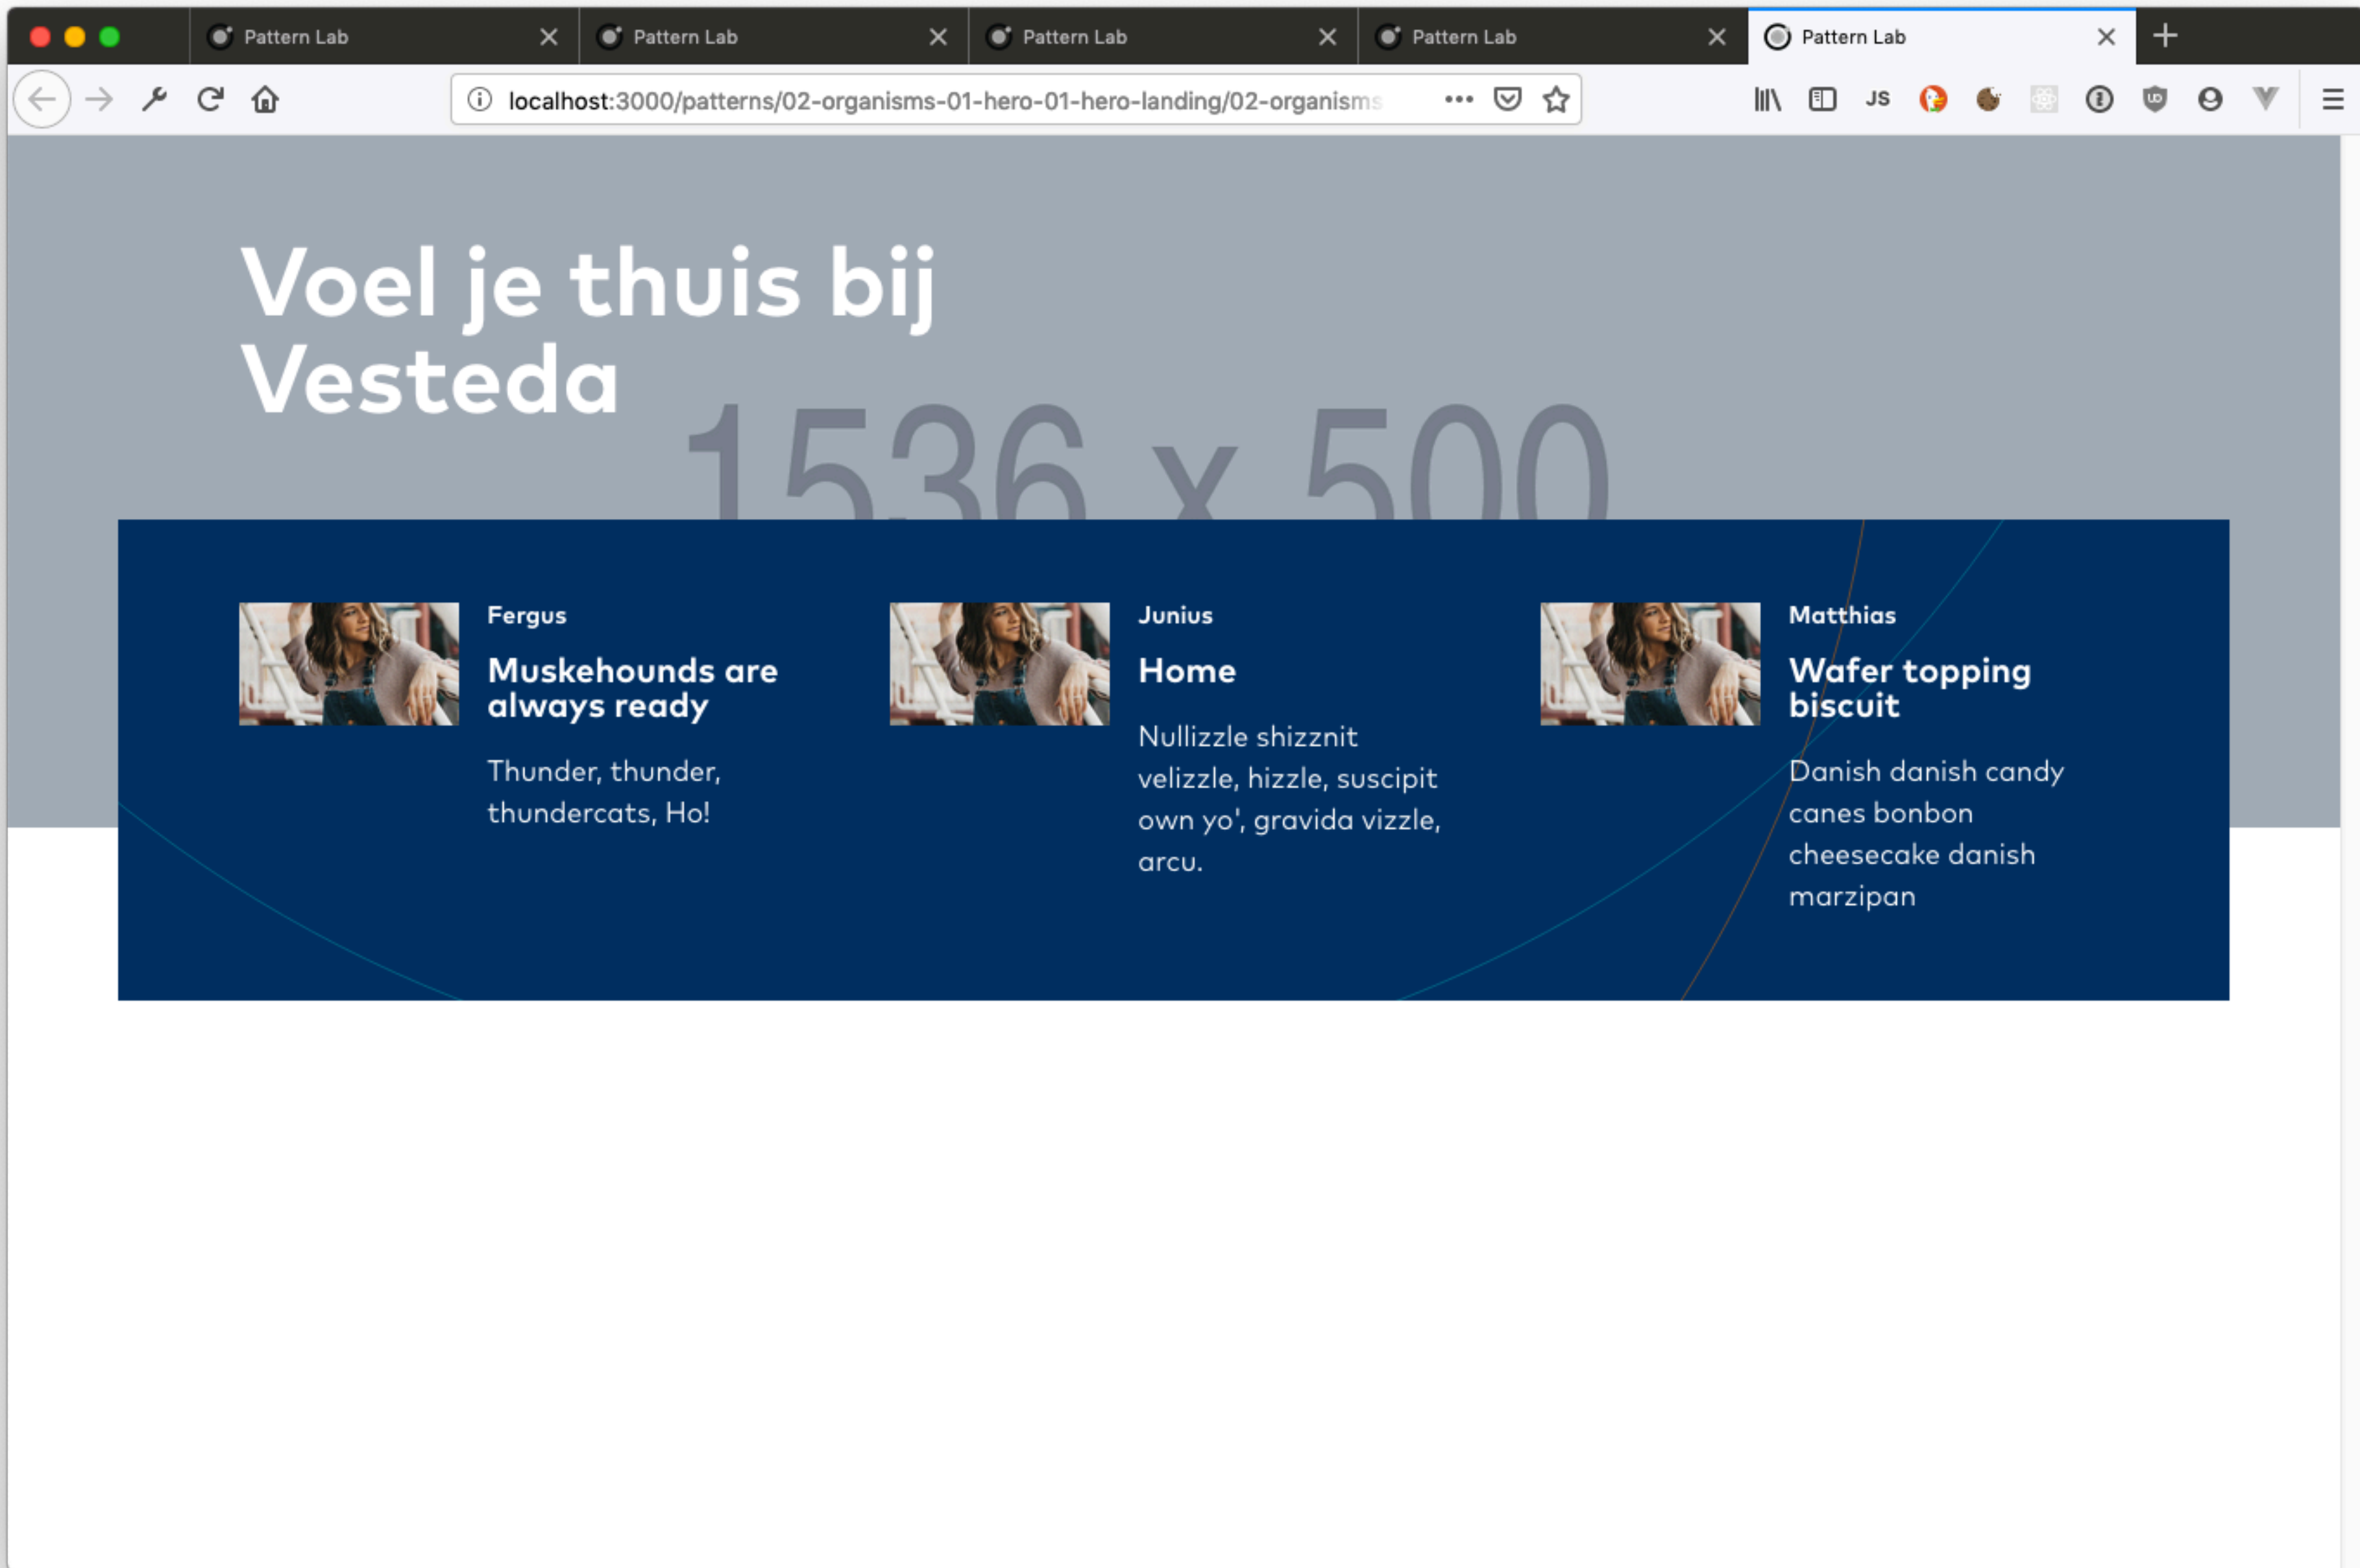 Pattern Lab
Pattern Lab
Pattern Lab
Pattern Lab
Pattern Lab
localhost:3000/patterns/02-organisms-01-hero-01-hero-landing/02-organisms
JS
Voel je thuis bij
Vesteda
1536 x 500
Fergus
Muskehounds are
always ready
Thunder, thunder,
thundercats, Ho!
Junius
Home
Nullizzle shizznit
velizzle, hizzle, suscipit
own yo', gravida vizzle,
arcu.
Matthias
Wafer topping
biscuit
Danish danish candy
canes bonbon
cheesecake danish
marzipan